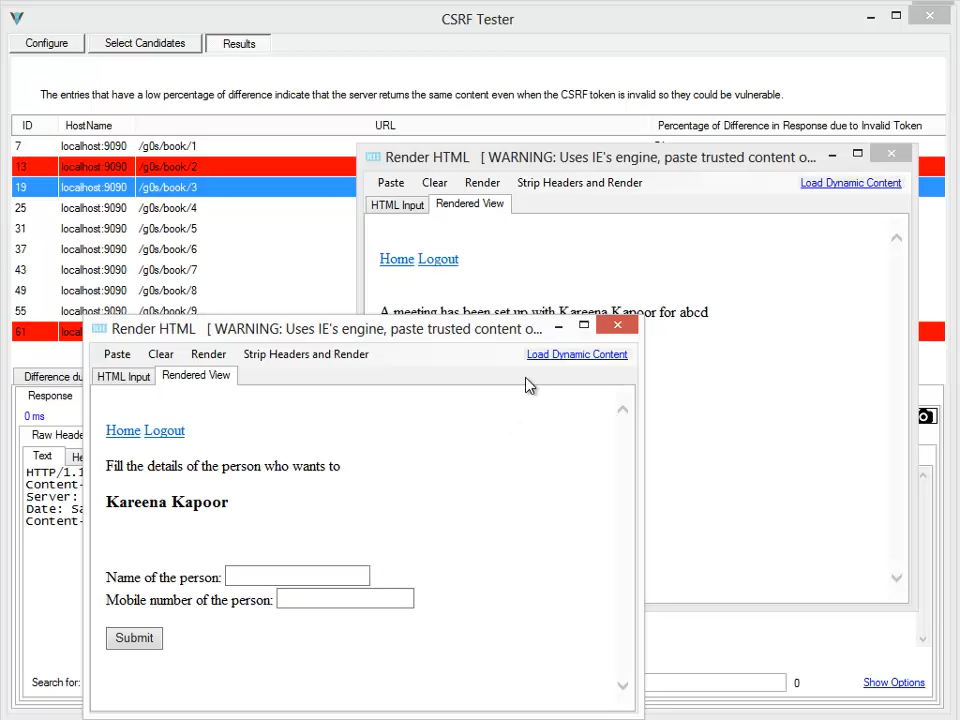 CSRF Tester
Configure
Select Candidates
Results
The entries that have a low percentage of difference indicate that the server returns the same content even when the CSRF token is invalid so they could be vulnerable.
ID HostName URL Percentage of Difference in Response due to Invalid Token
7 localhost:9090 /g0s/book/1
13 localhost:9090 /g0s/book/2
19 localhost:9090 /g0s/book/3
25 localhost:9090 /g0s/book/4
31 localhost:9090 /g0s/book/5
37 localhost:9090 /g0s/book/6
43 localhost:9090 /g0s/book/7
49 localhost:9090 /g0s/book/8
55 localhost:9090 /g0s/book/9
61 loca
Render HTML [ WARNING: Uses IE's engine, paste trusted content o...
Paste Clear Render Strip Headers and Render Load Dynamic Content
HTML Input Rendered View
Home Logout
A meeting has been set up with Kareena Kapoor for abcd
Render HTML [ WARNING: Uses IE's engine, paste trusted content o...
Paste Clear Render Strip Headers and Render Load Dynamic Content
HTML Input Rendered View
Home Logout
Fill the details of the person who wants to
Kareena Kapoor
Name of the person:
Mobile number of the person:
Submit
Difference du
Response
0 ms
Raw Heade
Text He
HTTP/1.1
Content-
Server:
Date: Sa
Content-
Search for: 0 Show Options